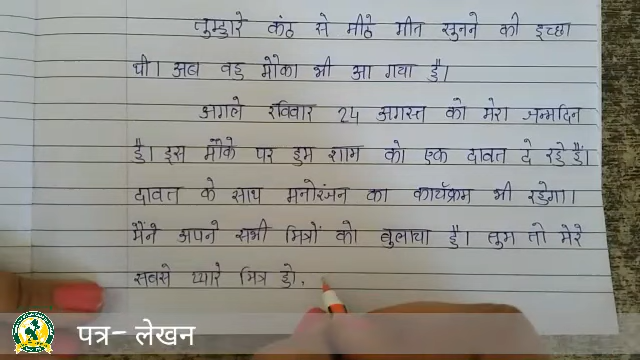 तुम्हारे कंठ से मीठे गीत सुनने की इच्छा
थी। अब वह मौका भी आ गया है।
अगले रविवार 24 अगस्त को मेरा जन्मदिन
है। इस मौके पर हम शाम को एक दावत दे रहे हैं।
दावत के साथ मनोरंजन का कार्यक्रम भी रहेगा।
मैंने अपने सभी मित्रों को बुलाया है। तुम तो मेरे
सबसे प्यारे मित्र हो,
पत्र- लेखन